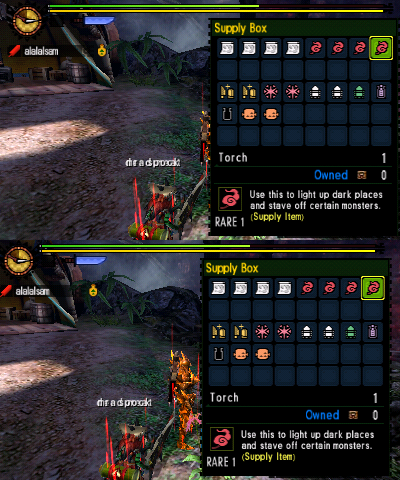 Supply Box
alalalsam
Torch 1
Owned 0
Use this to light up dark places
and stave off certain monsters.
(Supply Item)
RARE 1
Supply Box
alalalsam
Torch 1
Owned 0
Use this to light up dark places
and stave off certain monsters.
(Supply Item)
RARE 1